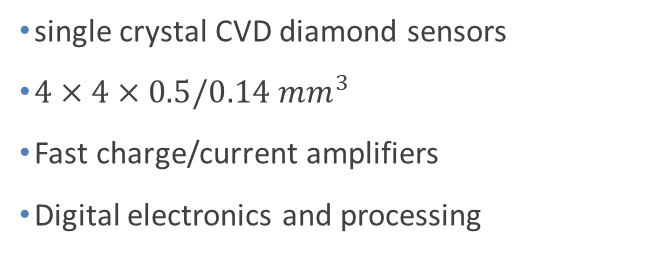 •single crystal CVD diamond sensors
•4 × 4 × 0.5/0.14 mm³
•Fast charge/current amplifiers
•Digital electronics and processing